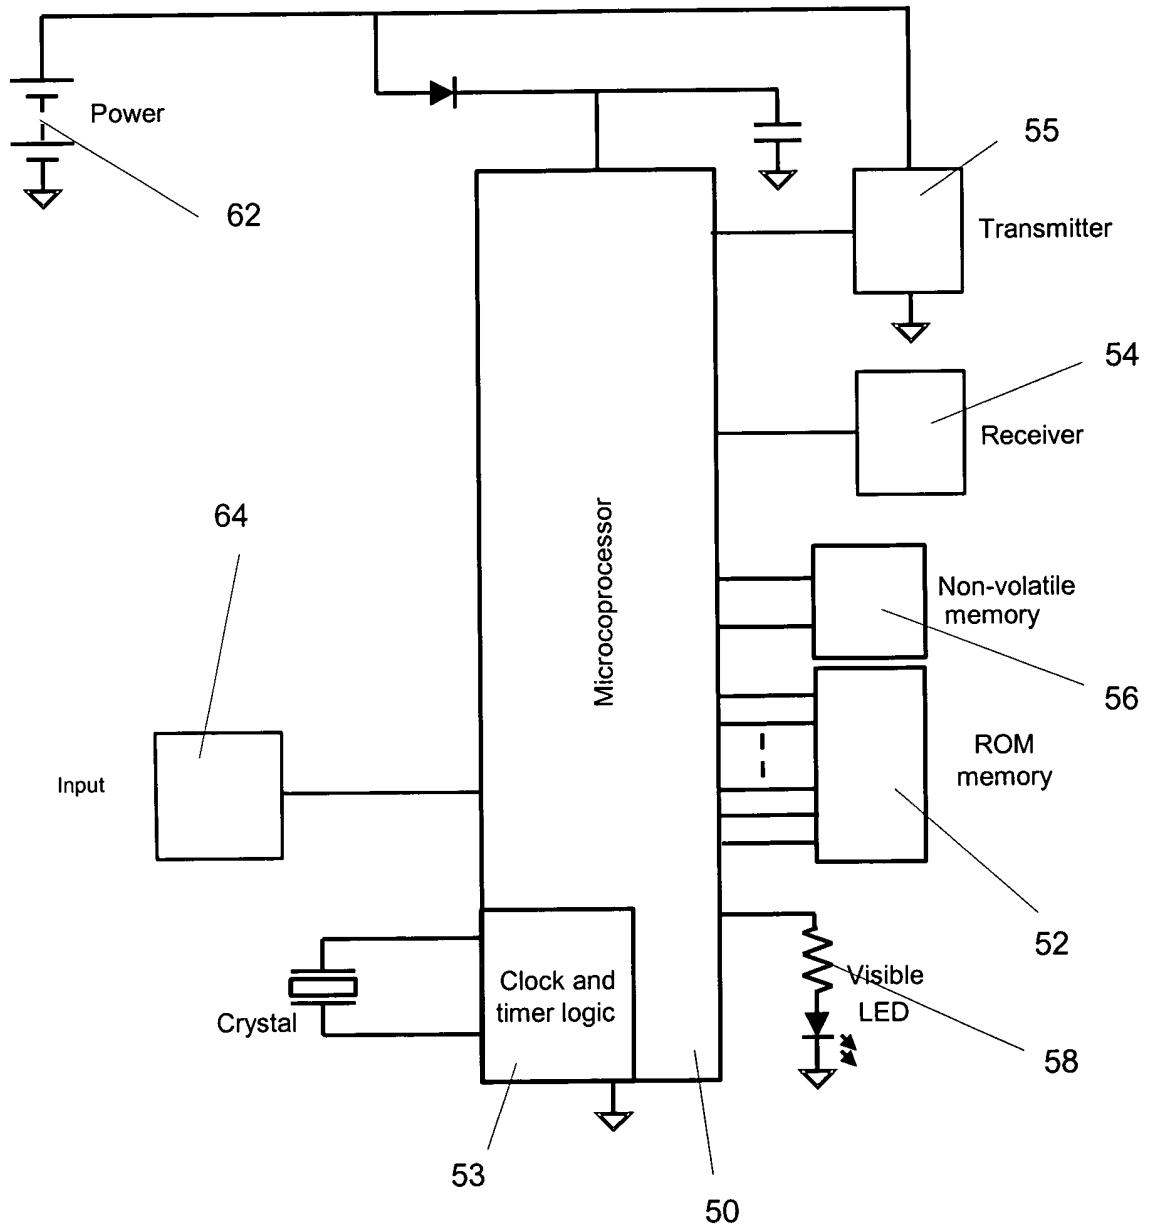 Power
62
55
Transmitter
54
Receiver
64
Microcoprocessor
Non-volatile
memory
56
Input
ROM
memory
52
Crystal
Clock and
timer logic
Visible
LED
58
53
50